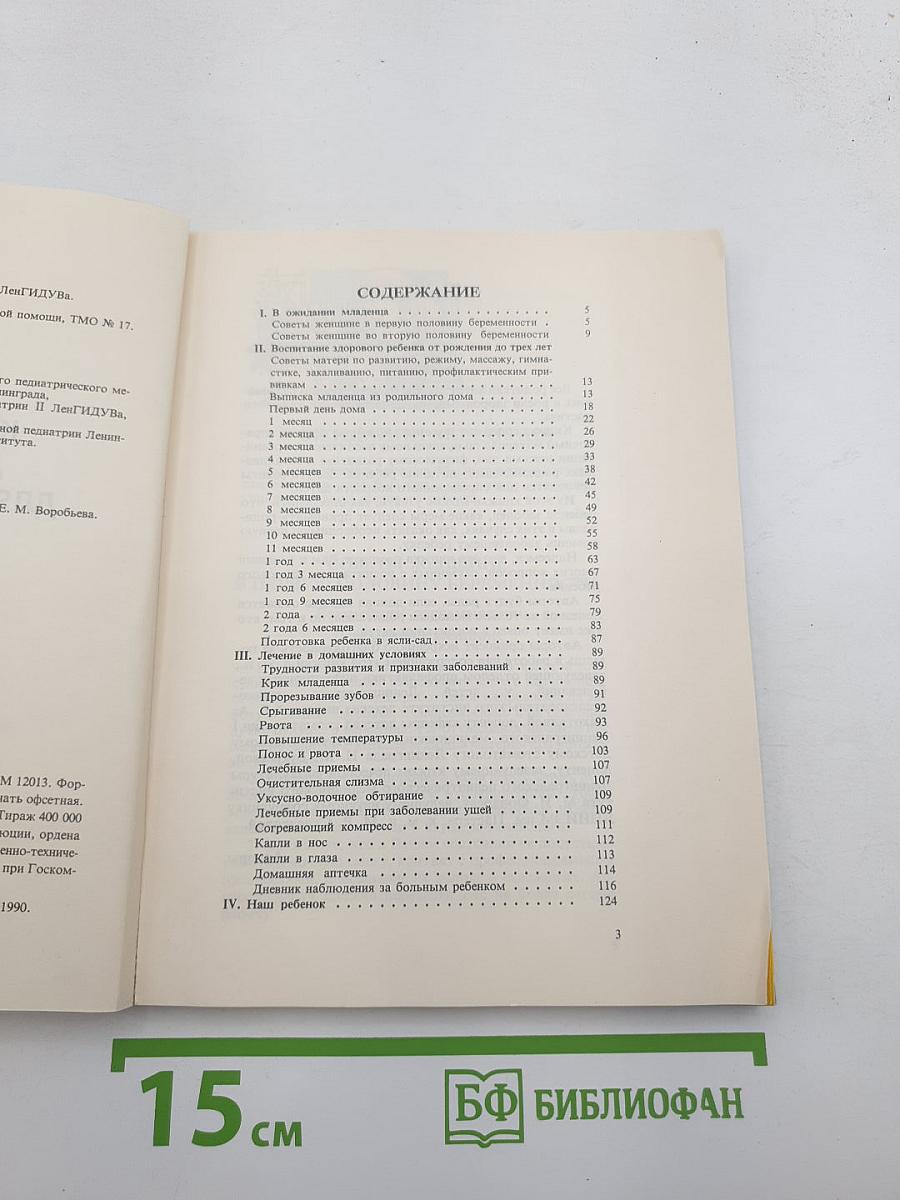 ЛенГИДУВа.
ой помощи, ТМО № 17.
го педиатрического ме-
нинграда,
атрии II ЛенГИДУВа,
ной педиатрии Ленин-
титута.
Е. М. Воробьева.
М 12013. Фор-
чать офсетная.
Тираж 400 000
юции, ордена
енно-техниче-
при Госком-
1990.
СОДЕРЖАНИЕ
I. В ожидании младенца . . . . . . . . . . . . . . . . 5
Советы женщине в первую половину беременности . 5
Советы женщине во вторую половину беременности 9
II. Воспитание здорового ребенка от рождения до трех лет
Советы матери по развитию, режиму, массажу, гимна-
стике, закаливанию, питанию, профилактическим при-
вивкам . . . . . . . . . . . . . . . . . . . . . . . . . 13
Выписка младенца из родильного дома . . . . . . . . 13
Первый день дома . . . . . . . . . . . . . . . . . . . 18
1 месяц . . . . . . . . . . . . . . . . . . . . . . . . 22
2 месяца . . . . . . . . . . . . . . . . . . . . . . . . 26
3 месяца . . . . . . . . . . . . . . . . . . . . . . . . 29
4 месяца . . . . . . . . . . . . . . . . . . . . . . . . 33
5 месяцев . . . . . . . . . . . . . . . . . . . . . . . 38
6 месяцев . . . . . . . . . . . . . . . . . . . . . . . 42
7 месяцев . . . . . . . . . . . . . . . . . . . . . . . 45
8 месяцев . . . . . . . . . . . . . . . . . . . . . . . 49
9 месяцев . . . . . . . . . . . . . . . . . . . . . . . 52
10 месяцев . . . . . . . . . . . . . . . . . . . . . . . 55
11 месяцев . . . . . . . . . . . . . . . . . . . . . . . 58
1 год . . . . . . . . . . . . . . . . . . . . . . . . . . 63
1 год 3 месяца . . . . . . . . . . . . . . . . . . . . . 67
1 год 6 месяцев . . . . . . . . . . . . . . . . . . . . 71
1 год 9 месяцев . . . . . . . . . . . . . . . . . . . . 75
2 года . . . . . . . . . . . . . . . . . . . . . . . . . 79
2 года 6 месяцев . . . . . . . . . . . . . . . . . . . . 83
Подготовка ребенка в ясли-сад . . . . . . . . . . . . . 87
III. Лечение в домашних условиях . . . . . . . . . . . . . 89
Трудности развития и признаки заболеваний . . . . . 89
Крик младенца . . . . . . . . . . . . . . . . . . . . 89
Прорезывание зубов . . . . . . . . . . . . . . . . . . 91
Срыгивание . . . . . . . . . . . . . . . . . . . . . . 92
Рвота . . . . . . . . . . . . . . . . . . . . . . . . . 93
Повышение температуры . . . . . . . . . . . . . . . 96
Понос и рвота . . . . . . . . . . . . . . . . . . . . . 103
Лечебные приемы . . . . . . . . . . . . . . . . . . . 107
Очистительная слизма . . . . . . . . . . . . . . . . . 107
Уксусно-водочное обтирание . . . . . . . . . . . . . 109
Лечебные приемы при заболевании ушей . . . . . . 109
Согревающий компресс . . . . . . . . . . . . . . . . 111
Капли в нос . . . . . . . . . . . . . . . . . . . . . . 112
Капли в глаза . . . . . . . . . . . . . . . . . . . . . 113
Домашняя аптечка . . . . . . . . . . . . . . . . . . . 114
Дневник наблюдения за больным ребенком . . . . . . 116
IV. Наш ребенок . . . . . . . . . . . . . . . . . . . . . . 124
3
15 см
БФ БИБЛИОФАН